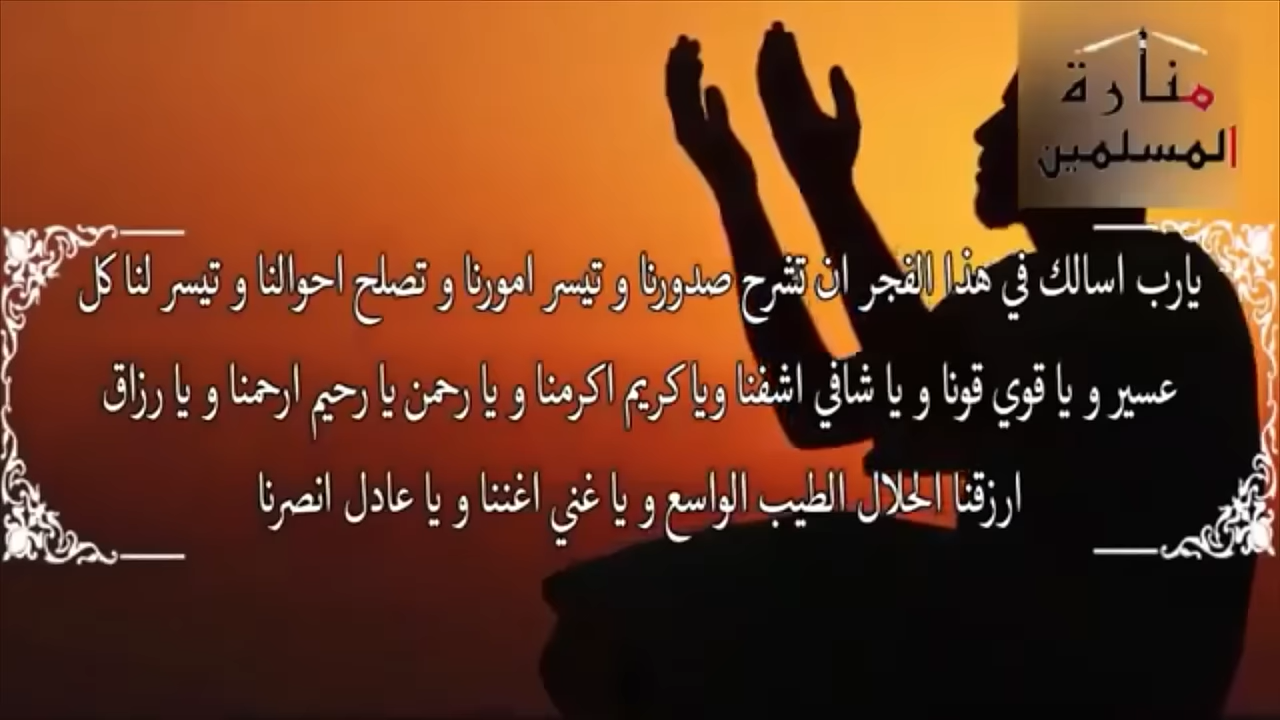 منارة
المسلمين
يارب اسالك في هذا الفجر ان تشرح صدورنا و تيسر امورنا و تصلح احوالنا و تيسر لنا كل
عسير و يا قوي قونا و يا شافي اشفنا ويا كريم اكرمنا و يا رحمن يا رحيم ارحمنا و يا رزاق
ارزقنا الحلال الطيب الواسع و يا غني اغننا و يا عادل انصرنا